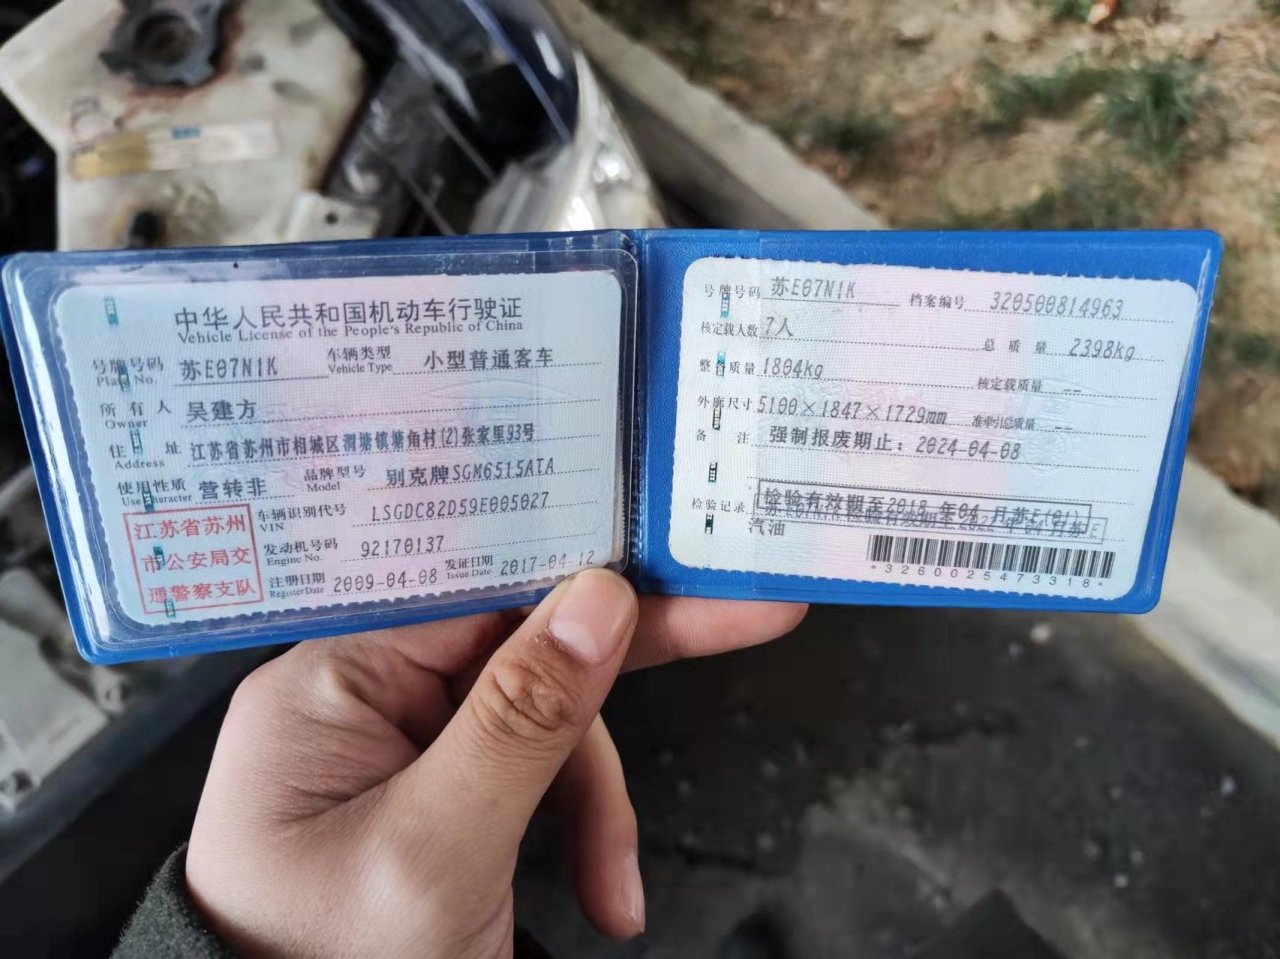 中华人民共和国机动车行驶证
Vehicle License of the People's Republic of China
号牌号码 苏E07N1K 车辆类型 小型普通客车
Plate No. Vehicle Type
所有人 吴建方
Owner
住址 江苏省苏州市相城区渭塘镇塘角村(2)张家里93号
Address
使用性质 营转非 品牌型号 别克牌SGM6515ATA
Use Character Model
江苏省苏州
市公安局交
通警察支队
车辆识别代号 LSGDC82D59E005027
VIN
发动机号码 92170137
Engine No.
注册日期 2009-04-08 发证日期 2017-04-12
Register Date Issue Date
号牌号码 苏E07N1K 档案编号 320500814963
核定载人数 7人 总质量 2398kg
整备质量 1804kg 核定载质量 --
外廓尺寸 5100×1847×1729mm 准牵引总质量 --
备注 强制报废期止：2024-04-08
检验记录 检验有效期至2018年04月苏E(01)
汽油
*3260025473318*